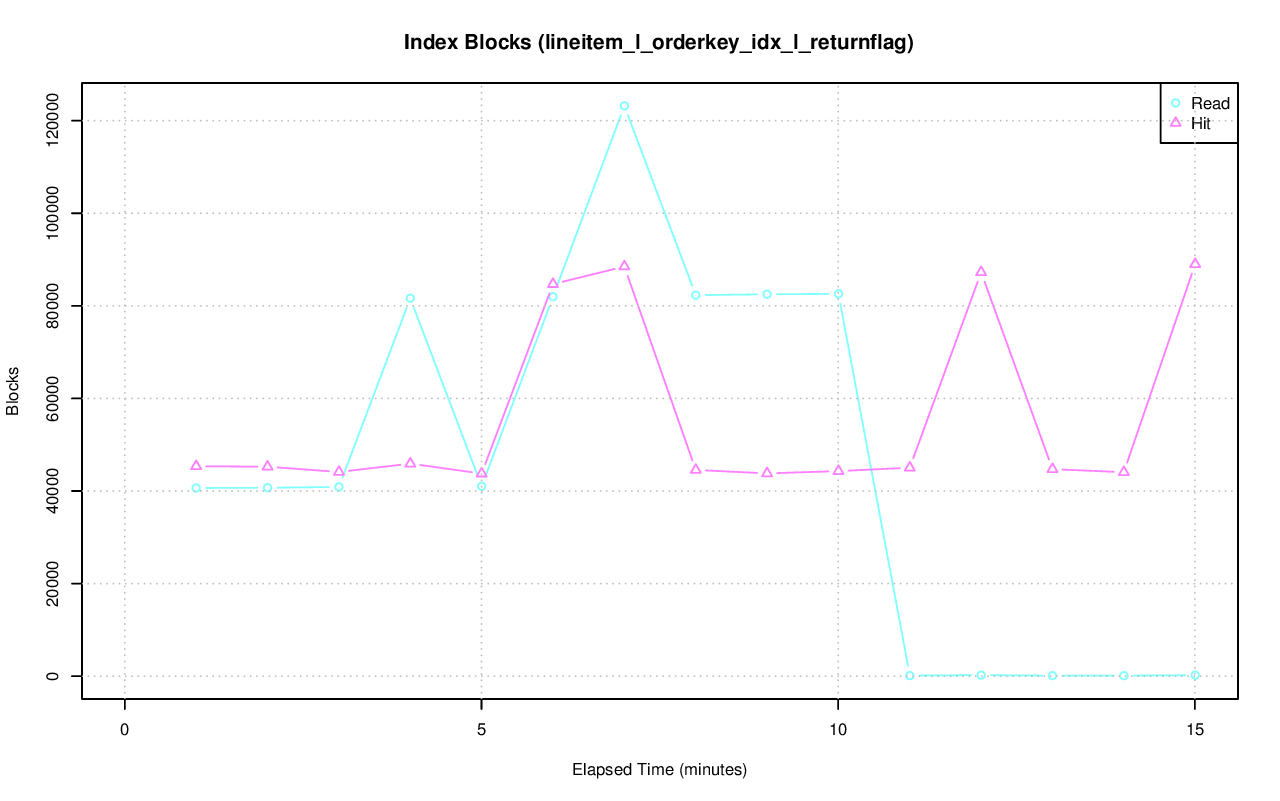 Index Blocks (lineitem_l_orderkey_idx_l_returnflag)
Read
Hit
Blocks
120000
100000
80000
60000
40000
20000
0
0 5 10 15
Elapsed Time (minutes)